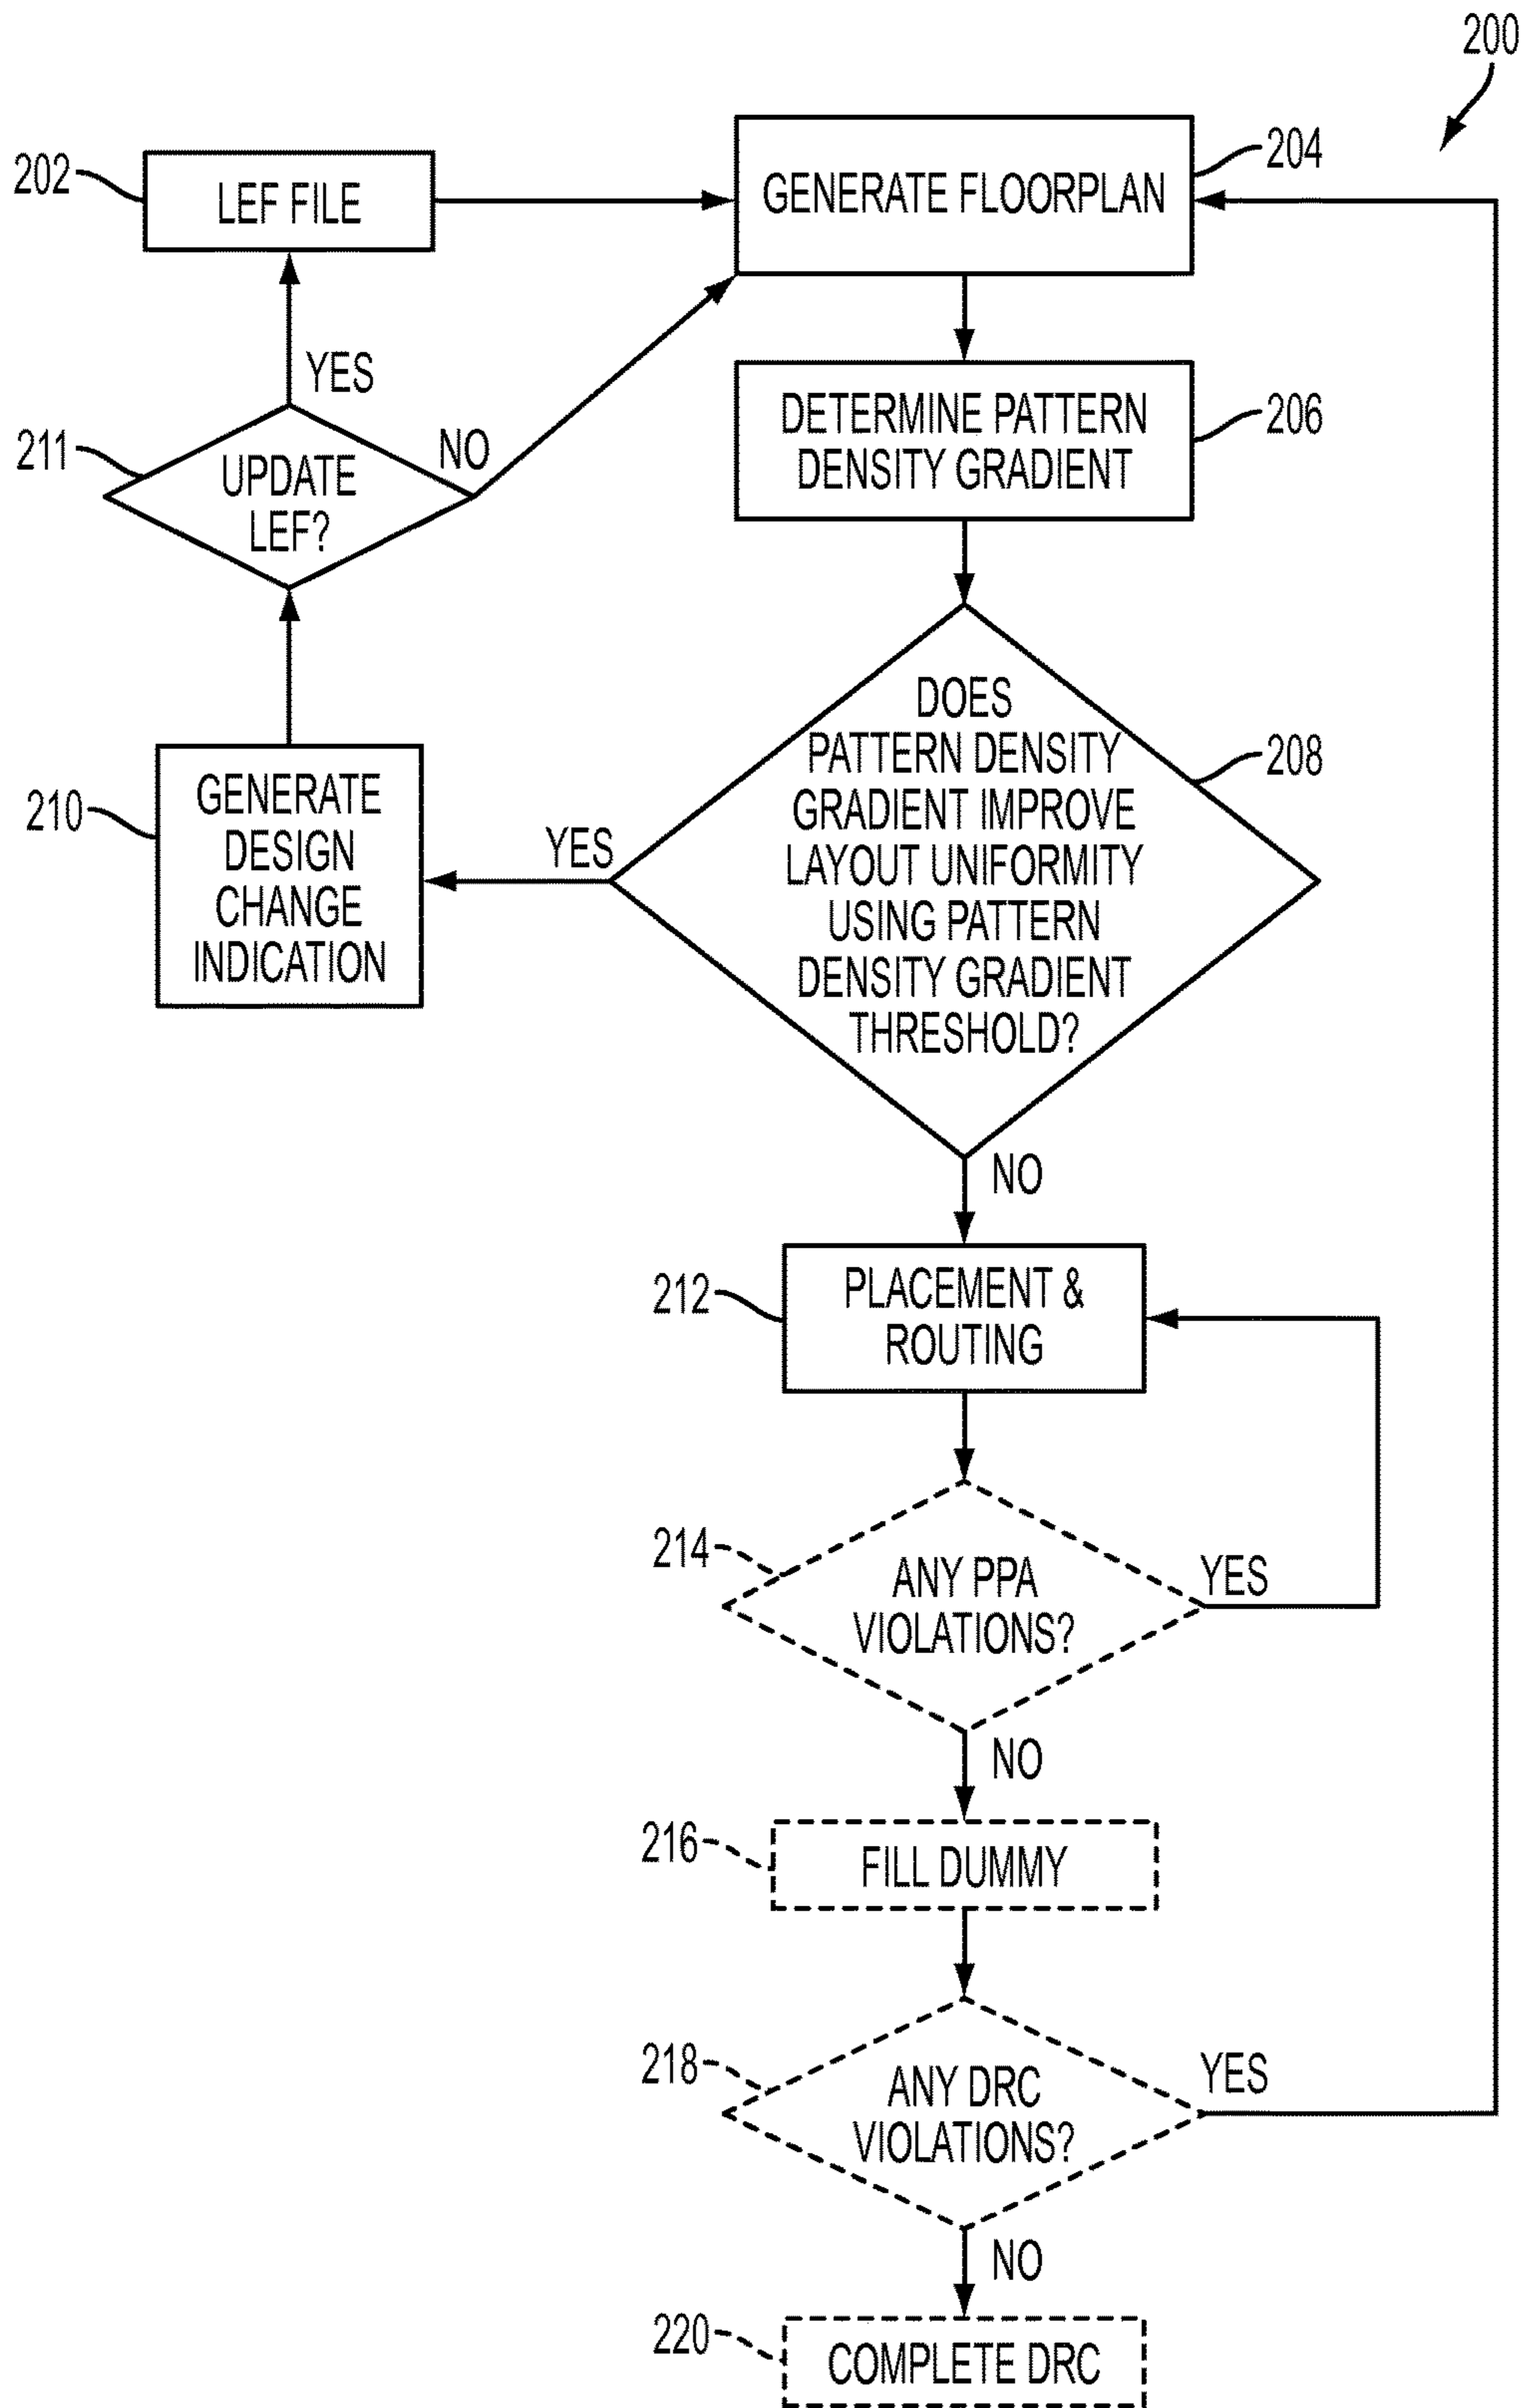 200
202
LEF FILE
GENERATE FLOORPLAN
204
YES
211
UPDATE
LEF?
NO
DETERMINE PATTERN
DENSITY GRADIENT
206
210
GENERATE
DESIGN
CHANGE
INDICATION
YES
DOES
PATTERN DENSITY
GRADIENT IMPROVE
LAYOUT UNIFORMITY
USING PATTERN
DENSITY GRADIENT
THRESHOLD?
208
NO
212
PLACEMENT &
ROUTING
214
ANY PPA
VIOLATIONS?
YES
NO
216
FILL DUMMY
218
ANY DRC
VIOLATIONS?
YES
NO
220
COMPLETE DRC